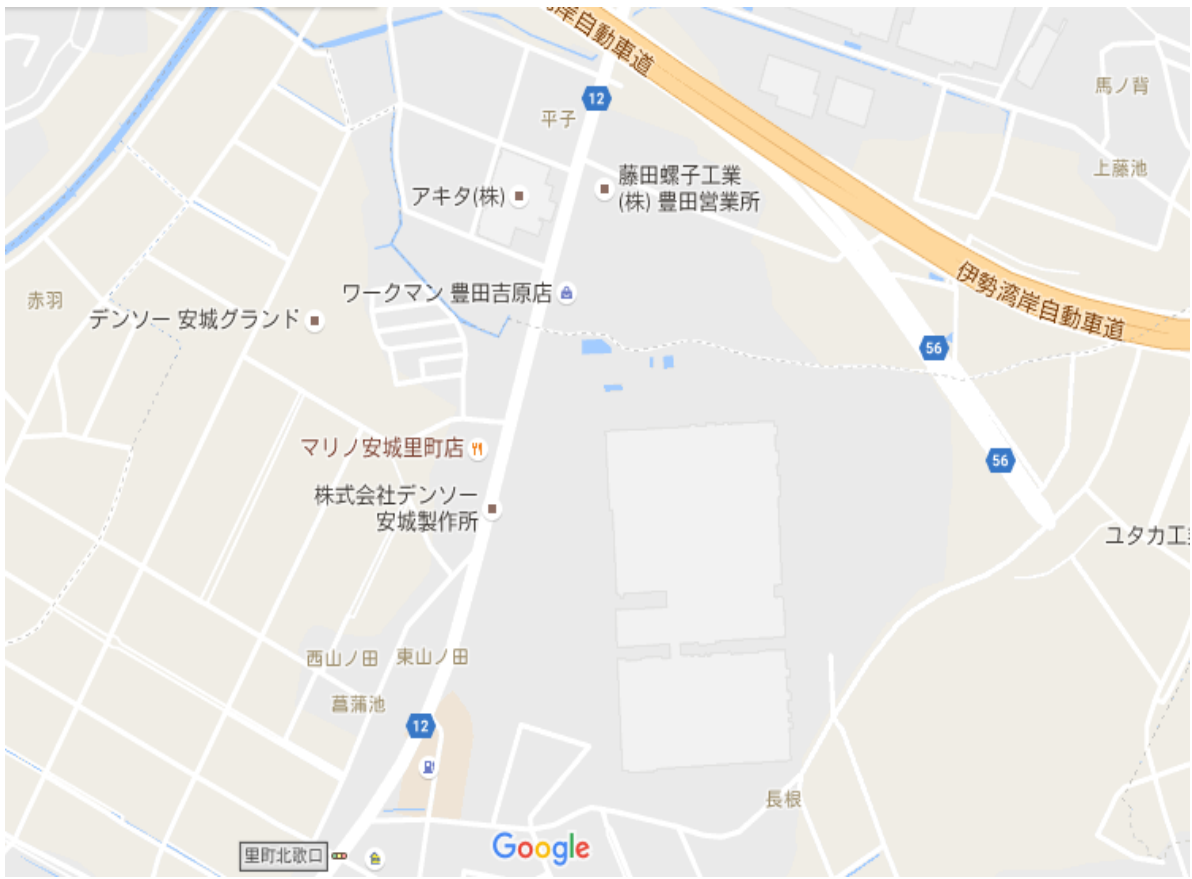 岸自動車道
馬ノ背
12
平子
上藤池
藤田螺子工業
(株) 豊田営業所
アキタ(株)
伊勢湾岸自動車道
ワークマン 豊田吉原店
赤羽
デンソー 安城グランド
56
マリノ安城里町店
56
株式会社デンソー
安城製作所
ユタカ工
西山ノ田
東山ノ田
菖蒲池
12
長根
里町北歌口
Google